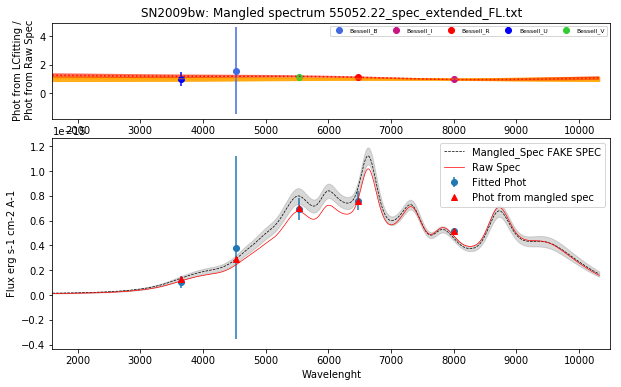 SN2009bw: Mangled spectrum 55052.22_spec_extended_FL.txt
Phot from LCfitting /
Phot from Raw Spec
4
2
0
Bessell_B
Bessell_I
Bessell_R
Bessell_U
Bessell_V
2000 3000 4000 5000 6000 7000 8000 9000 10000
Flux erg s-1 cm-2 A-1
1.2
1.0
0.8
0.6
0.4
0.2
0.0
−0.2
−0.4
Mangled_Spec FAKE SPEC
Raw Spec
Fitted Phot
Phot from mangled spec
2000 3000 4000 5000 6000 7000 8000 9000 10000
Wavelenght